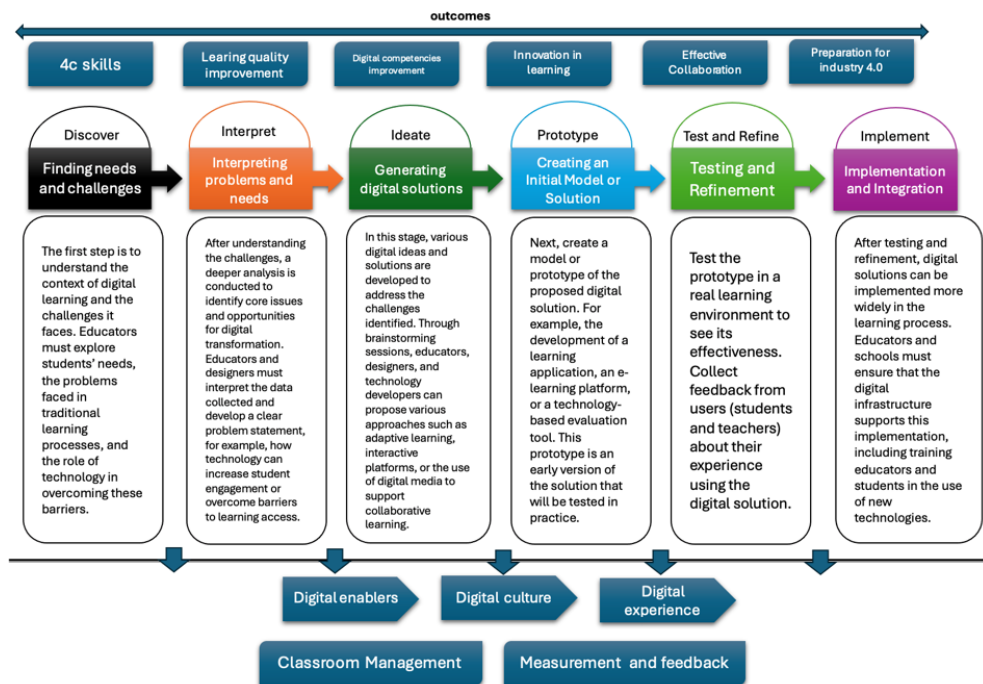 outcomes
4c skills
Learing quality
improvement
Digital competencies
improvement
Innovation in
learning
Effective
Collaboration
Preparation for
industry 4.0
Discover
Interpret
Ideate
Prototype
Test and Refine
Implement
Finding needs
and challenges
Interpreting
problems and
needs
Generating
digital solutions
Creating an
Initial Model or
Solution
Testing and
Refinement
Implementation
and Integration
The first step is to
understand the
context of digital
learning and the
challenges it
faces. Educators
must explore
students’ needs,
the problems
faced in
traditional
learning
processes, and
the role of
technology in
overcoming these
barriers.
After understanding
the challenges, a
deeper analysis is
conducted to
identify core issues
and opportunities
for digital
transformation.
Educators and
designers must
interpret the data
collected and
develop a clear
problem statement,
for example, how
technology can
increase student
engagement or
overcome barriers
to learning access.
In this stage, various
digital ideas and
solutions are
developed to
address the
challenges
identified. Through
brainstorming
sessions, educators,
designers, and
technology
developers can
propose various
approaches such as
adaptive learning,
interactive
platforms, or the use
of digital media to
support
collaborative
learning.
Next, create a
model or
prototype of the
proposed digital
solution. For
example, the
development of a
learning
application, an e-
learning platform,
or a technology-
based evaluation
tool. This
prototype is an
early version of
the solution that
will be tested in
practice.
Test the
prototype in a
real learning
environment to
see its
effectiveness.
Collect
feedback from
users (students
and teachers)
about their
experience
using the
digital solution.
After testing and
refinement, digital
solutions can be
implemented more
widely in the
learning process.
Educators and
schools must
ensure that the
digital
infrastructure
supports this
implementation,
including training
educators and
students in the use
of new
technologies.
Digital enablers
Digital culture
Digital
experience
Classroom Management
Measurement and feedback